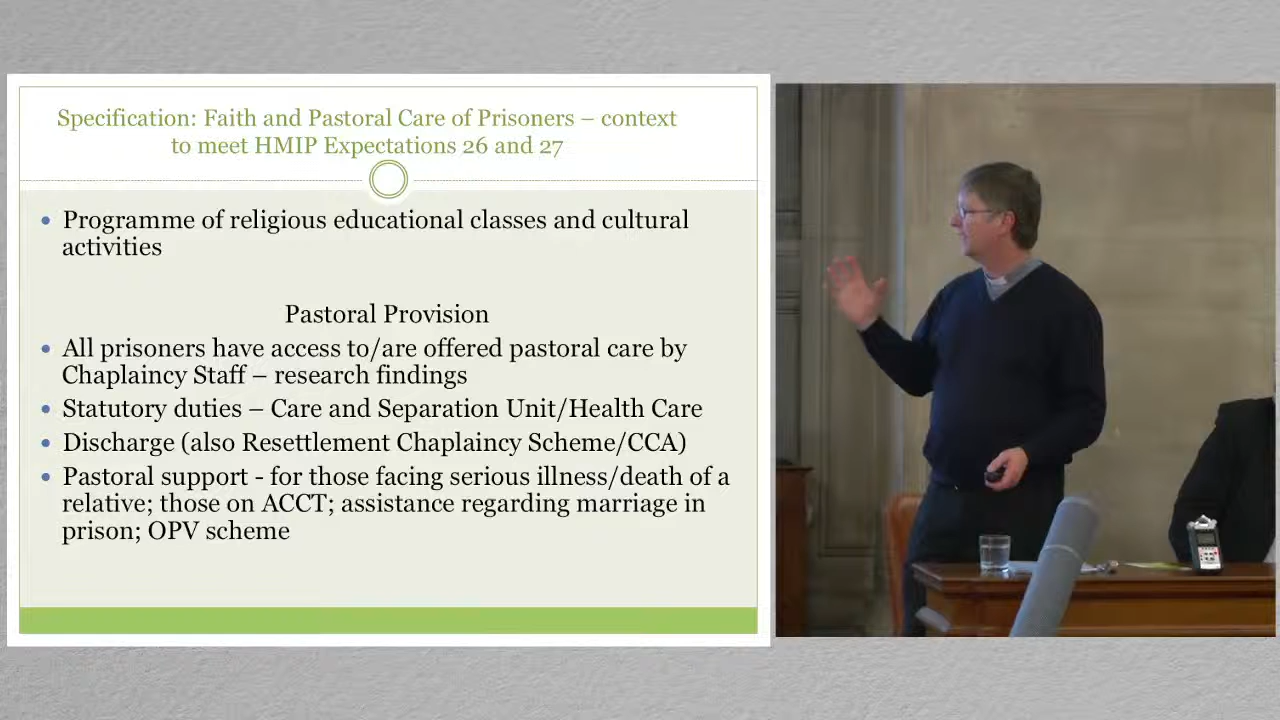 Specification: Faith and Pastoral Care of Prisoners – context
to meet HMIP Expectations 26 and 27
• Programme of religious educational classes and cultural
activities
Pastoral Provision
• All prisoners have access to/are offered pastoral care by
Chaplaincy Staff – research findings
• Statutory duties – Care and Separation Unit/Health Care
• Discharge (also Resettlement Chaplaincy Scheme/CCA)
• Pastoral support - for those facing serious illness/death of a
relative; those on ACCT; assistance regarding marriage in
prison; OPV scheme